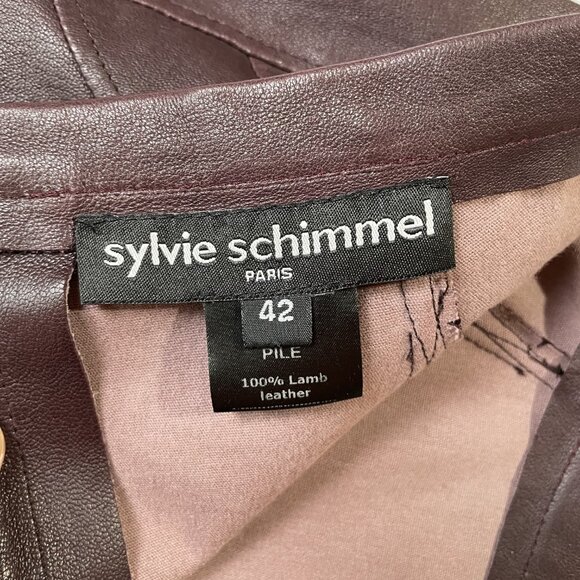 sylvie schimmel
PARIS
42
PILE
100% Lamb
leather